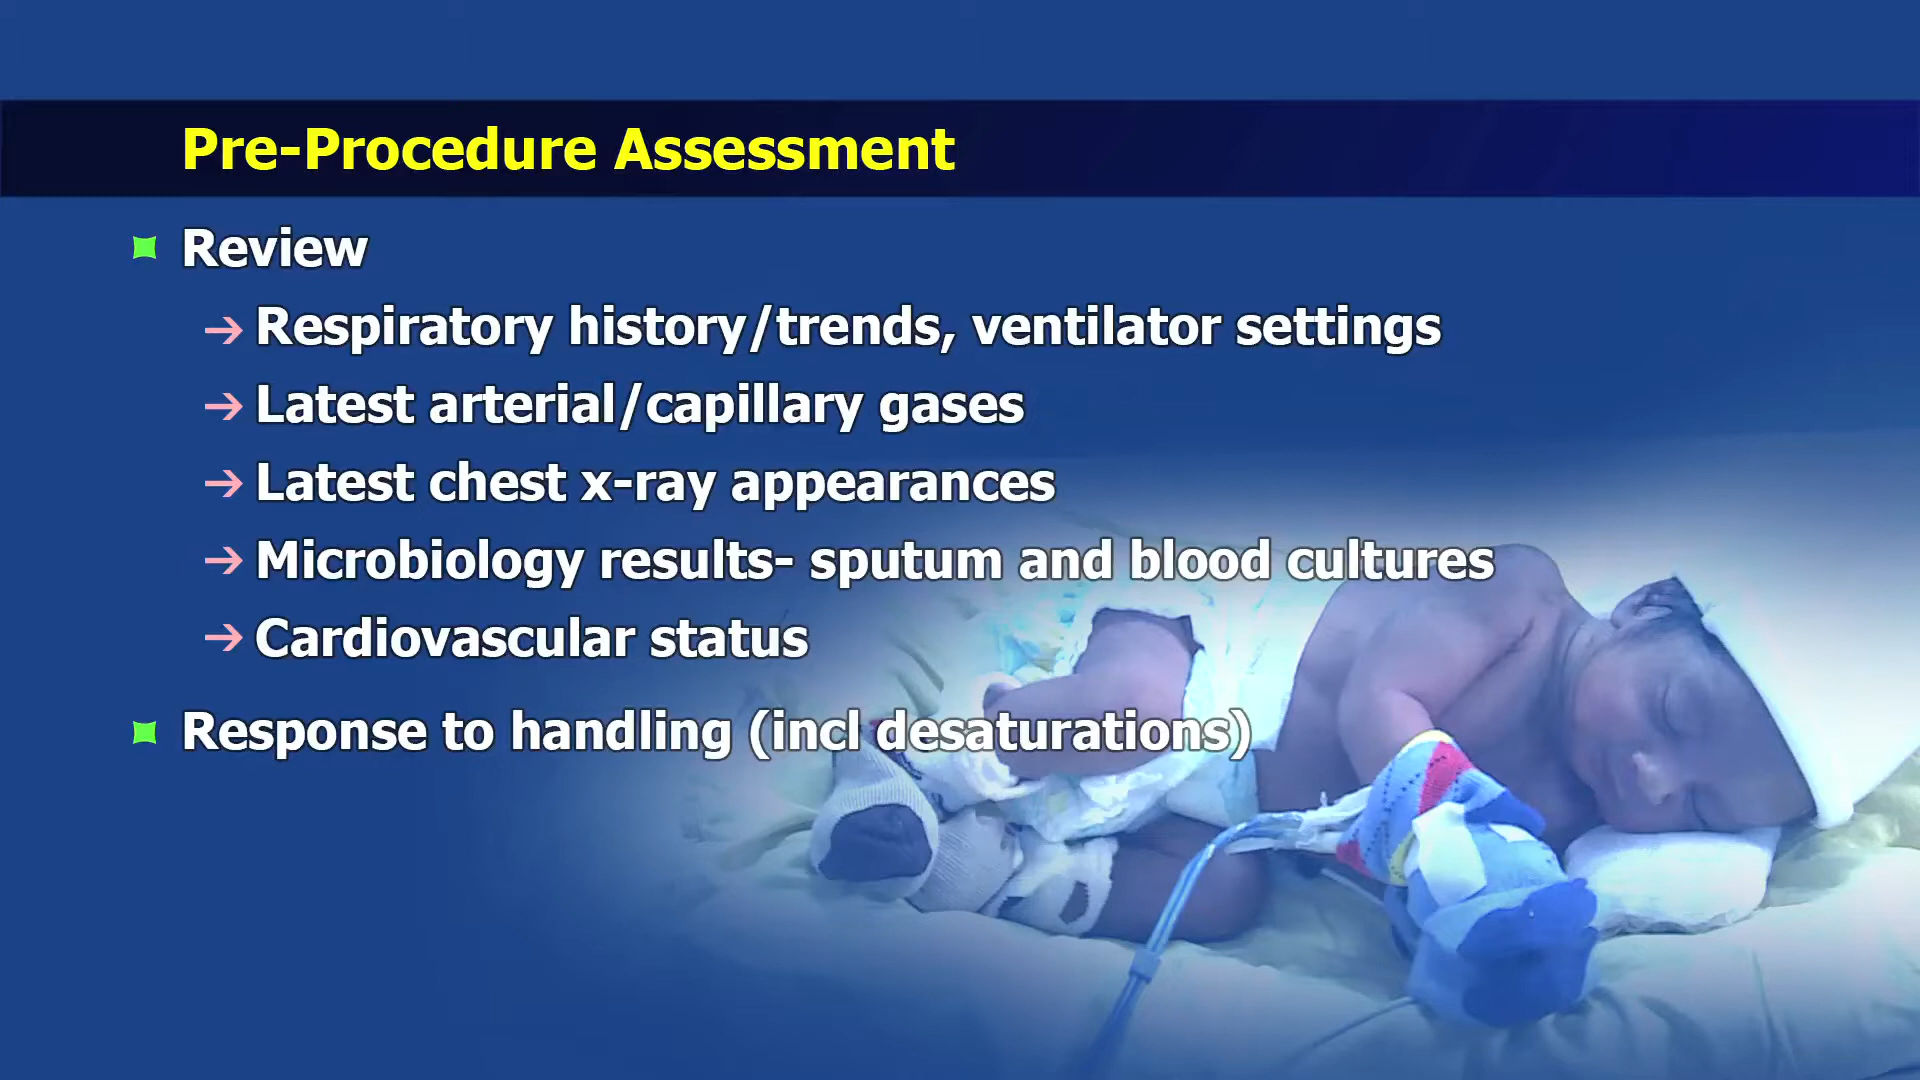 Pre-Procedure Assessment
Review
Respiratory history/trends, ventilator settings
Latest arterial/capillary gases
Latest chest x-ray appearances
Microbiology results- sputum and blood cultures
Cardiovascular status
Response to handling (incl desaturations)